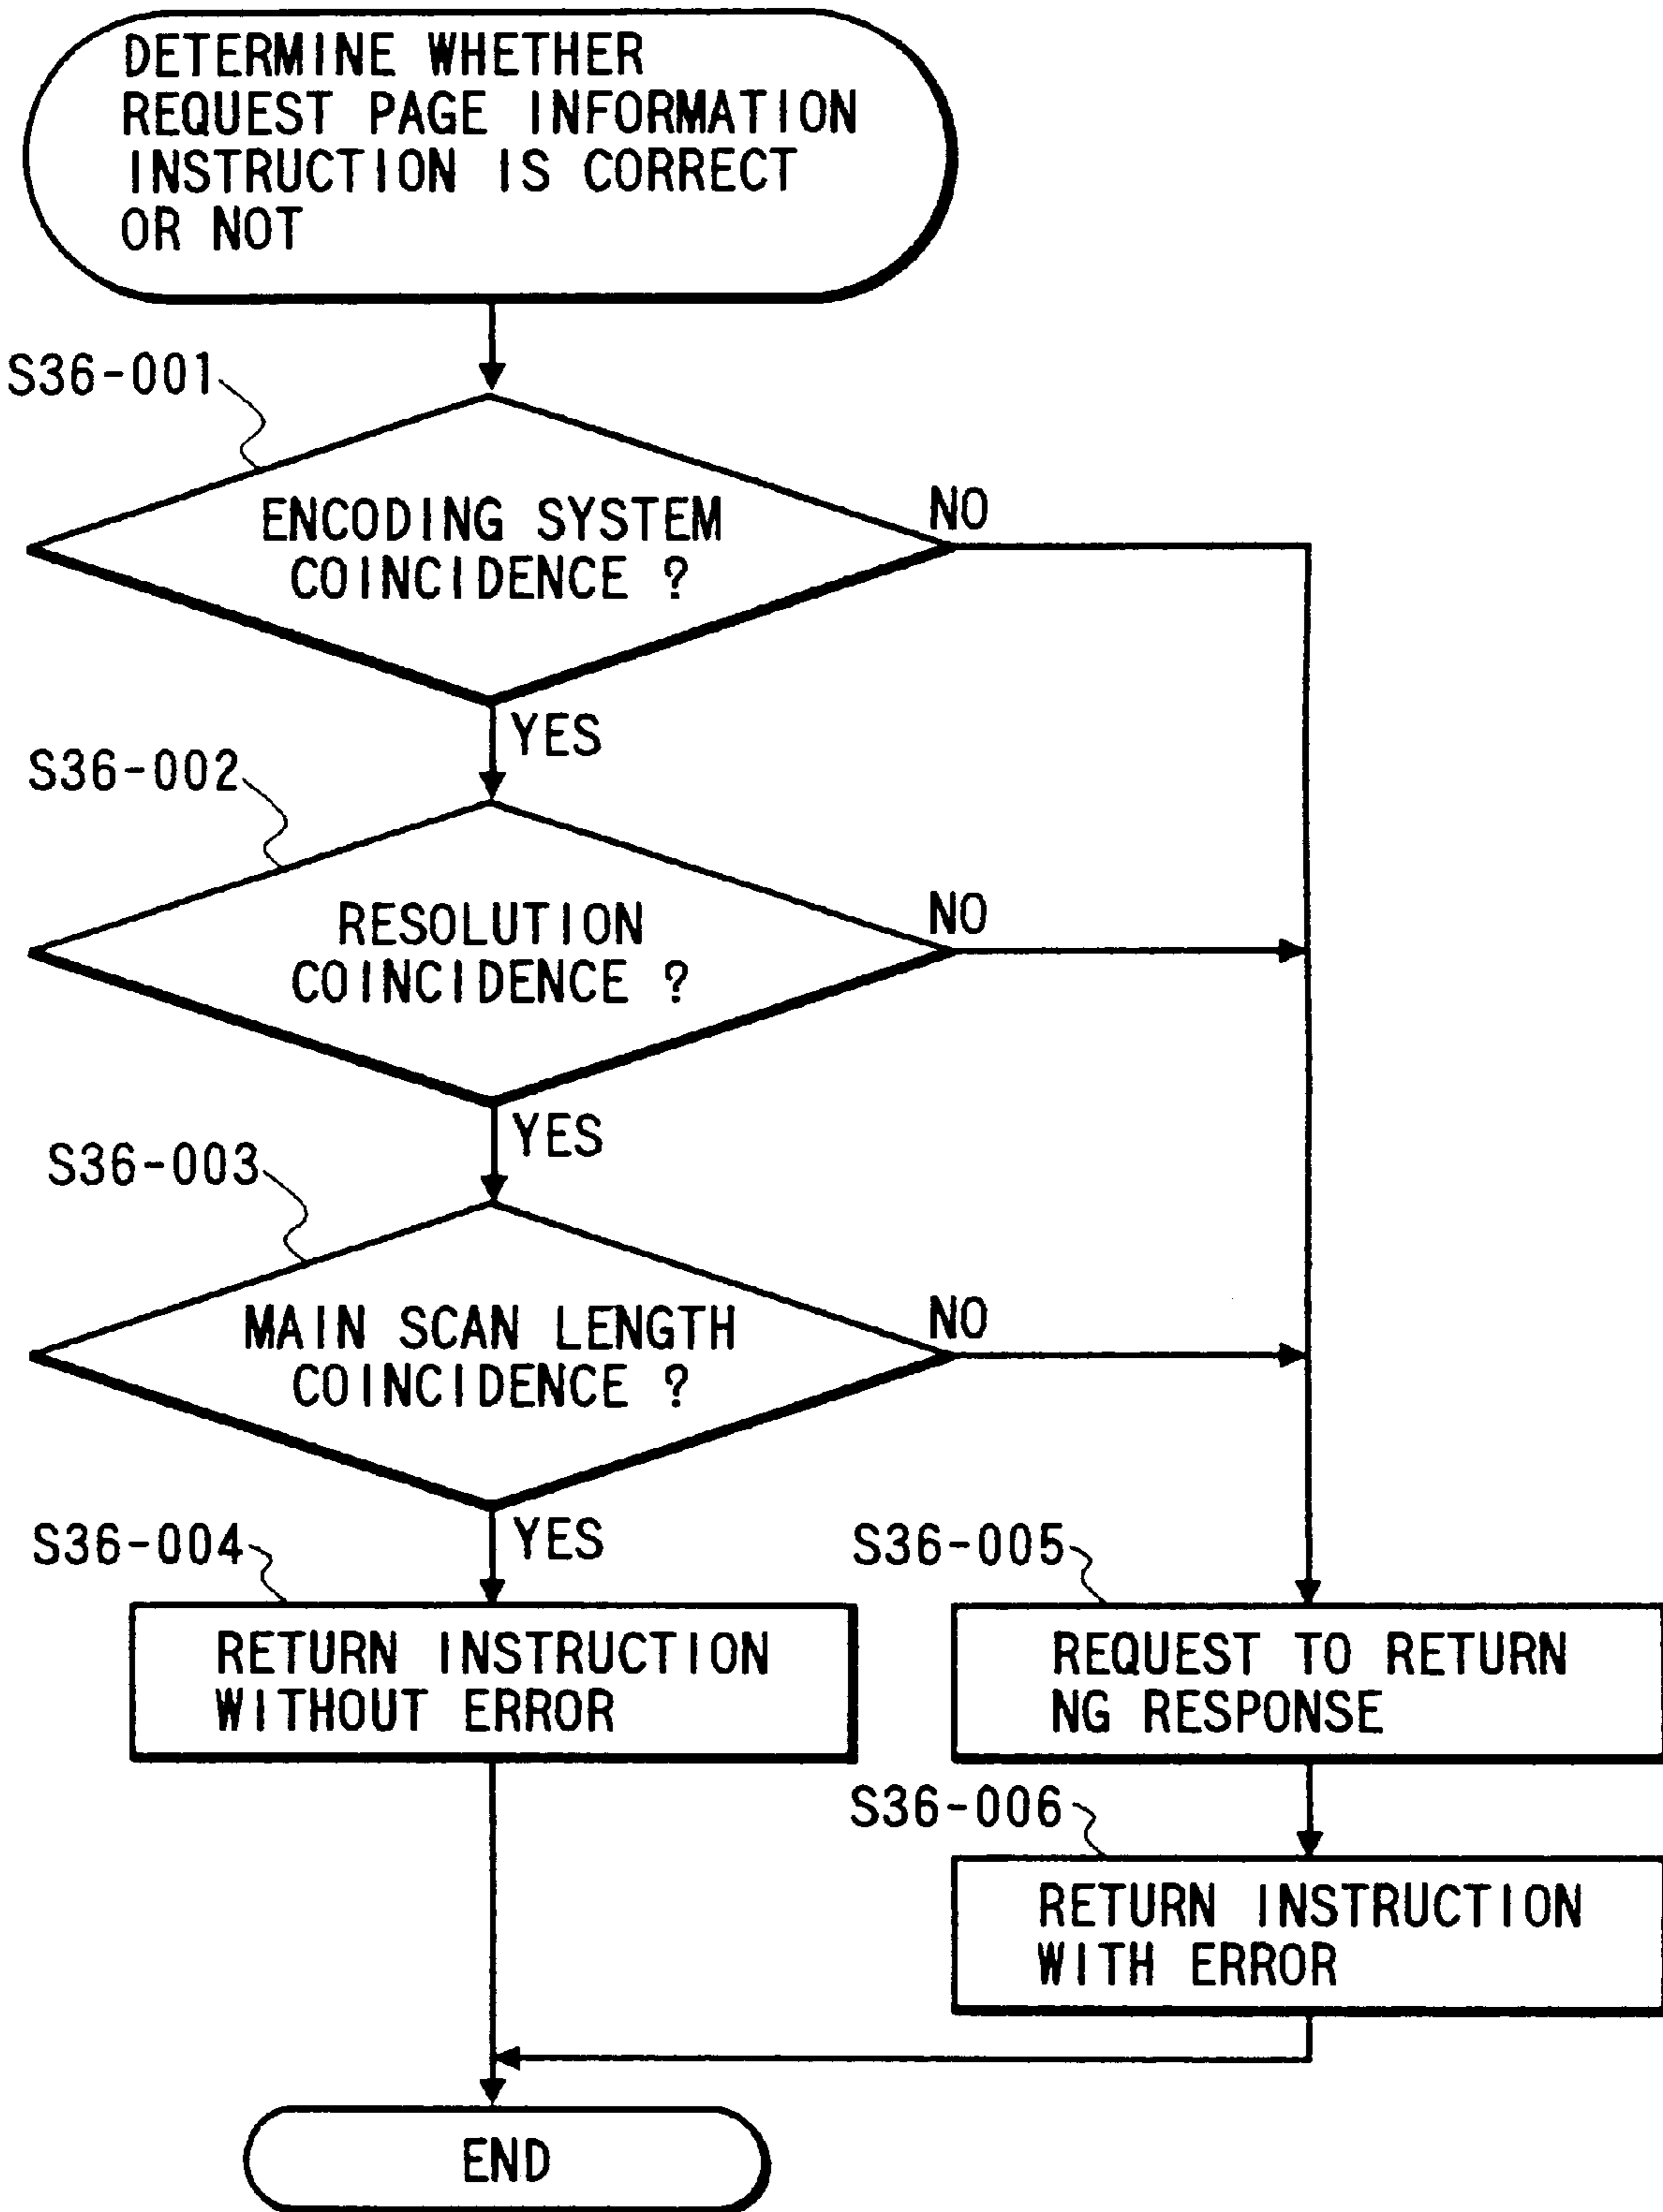 DETERMINE WHETHER
REQUEST PAGE INFORMATION
INSTRUCTION IS CORRECT
OR NOT
S36-001
ENCODING SYSTEM
COINCIDENCE ?
NO
YES
S36-002
RESOLUTION
COINCIDENCE ?
NO
YES
S36-003
MAIN SCAN LENGTH
COINCIDENCE ?
NO
YES
S36-004
RETURN INSTRUCTION
WITHOUT ERROR
S36-005
REQUEST TO RETURN
NG RESPONSE
S36-006
RETURN INSTRUCTION
WITH ERROR
END